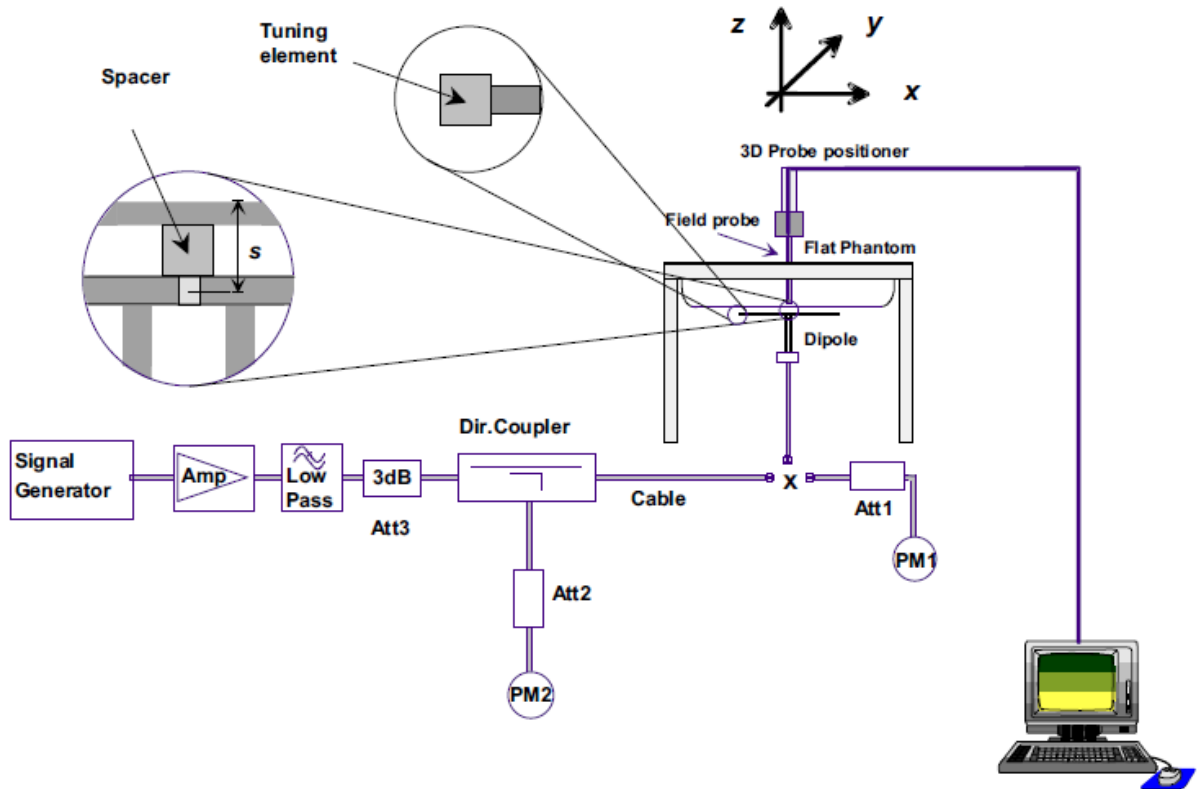 Tuning
element
Spacer
z
y
x
3D Probe positioner
Field probe
Flat Phantom
s
Dipole
Dir.Coupler
Signal
Generator
Amp
Low
Pass
3dB
Att3
Cable
x
Att1
PM1
Att2
PM2